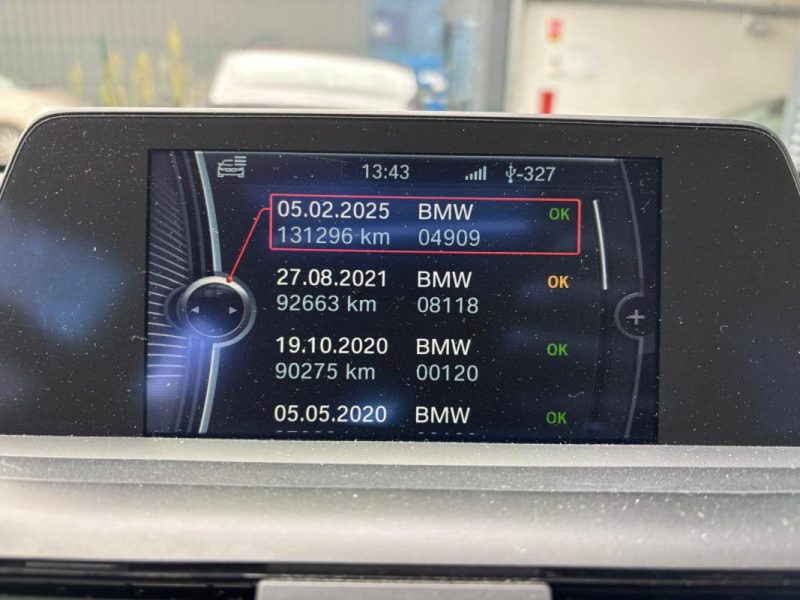 13:43 -327
05.02.2025 BMW OK
131296 km 04909
27.08.2021 BMW OK
92663 km 08118
19.10.2020 BMW OK
90275 km 00120
05.05.2020 BMW OK